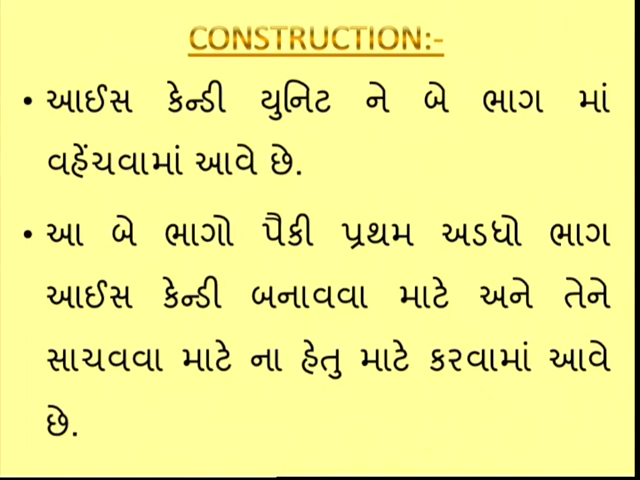 CONSTRUCTION:-
• આઈસ કેન્ડી યુનિટ ને બે ભાગ માં
વહેંચવામાં આવે છે.
• આ બે ભાગો પૈકી પ્રથમ અડધો ભાગ
આઈસ કેન્ડી બનાવવા માટે અને તેને
સાચવવા માટે ના હેતુ માટે કરવામાં આવે
છે.